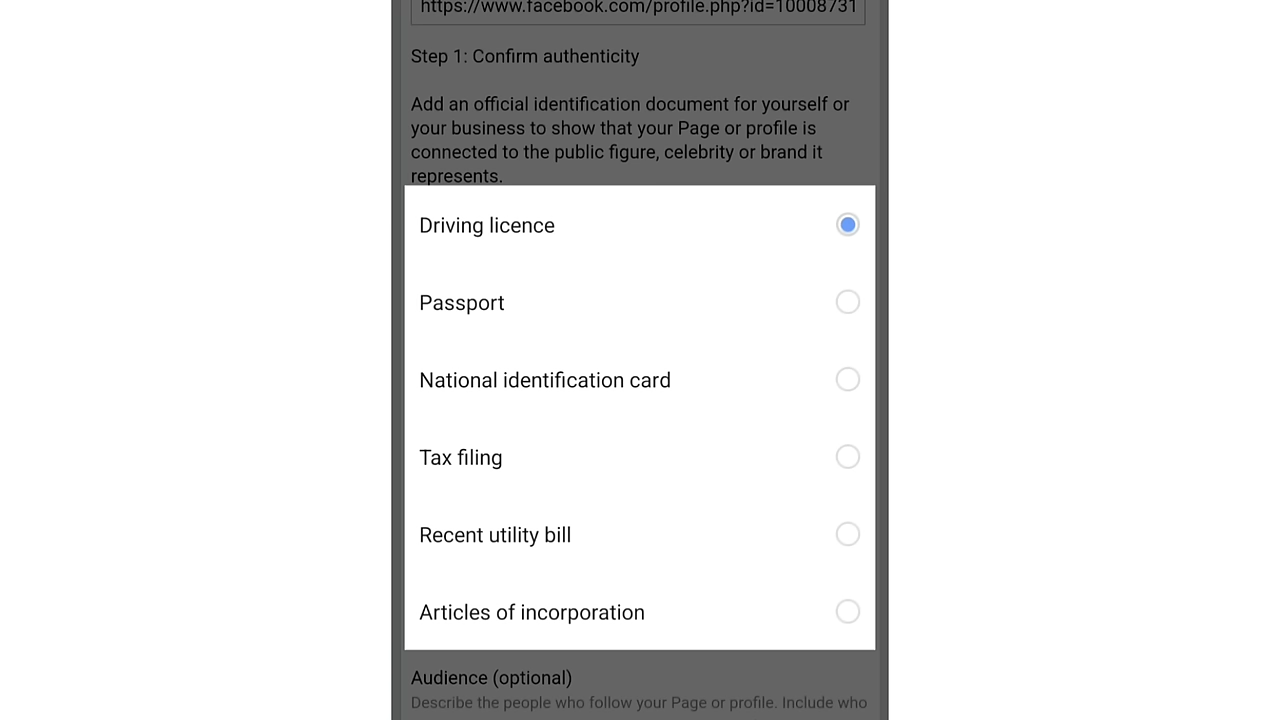 https://www.facebook.com/profile.php?id=10008731
Step 1: Confirm authenticity
Add an official identification document for yourself or
your business to show that your Page or profile is
connected to the public figure, celebrity or brand it
represents.
Driving licence
Passport
National identification card
Tax filing
Recent utility bill
Articles of incorporation
Audience (optional)
Describe the people who follow your Page or profile. Include who